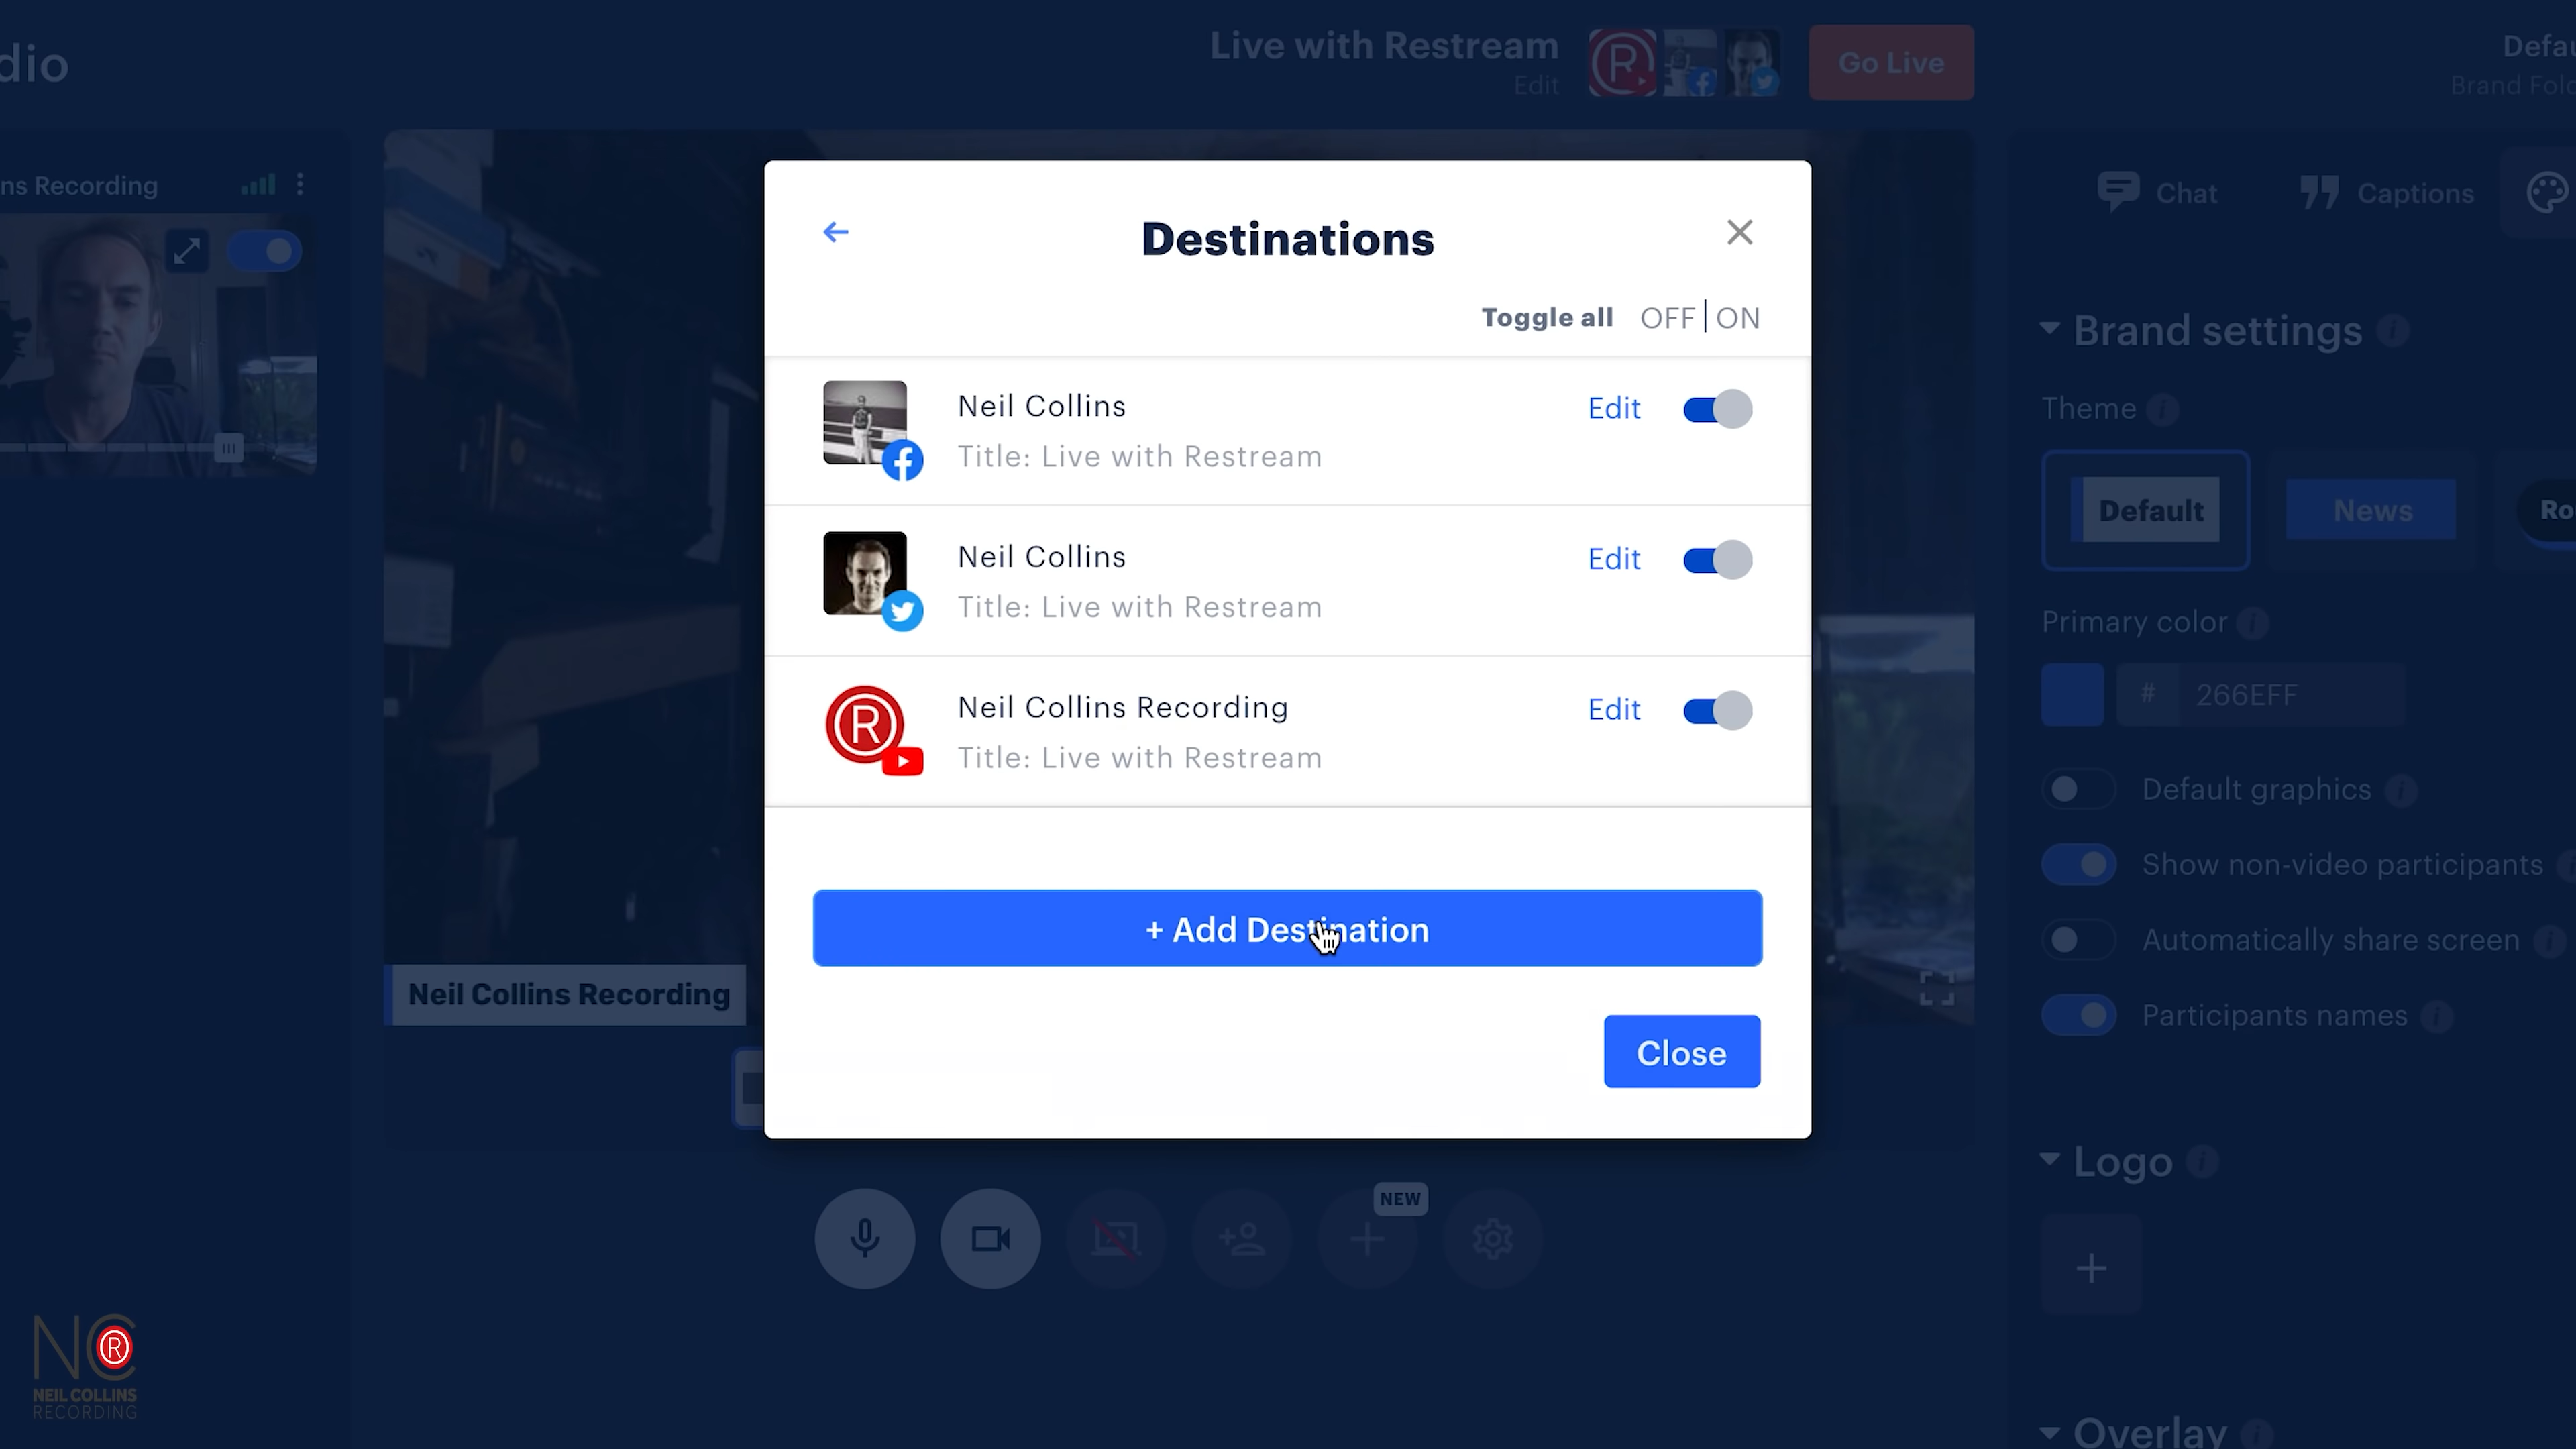 dio
Live with Restream
Edit
Go Live
Defau
Brand Fold
ns Recording
Chat
Captions
Destinations
Toggle all OFF | ON
Neil Collins
Edit
Title: Live with Restream
Neil Collins
Edit
Title: Live with Restream
R
Neil Collins Recording
Edit
Title: Live with Restream
+ Add Destination
Close
Neil Collins Recording
NEW
Brand settings
Theme
Default
News
Ro
Primary color
# 266EFF
Default graphics
Show non-video participants
Automatically share screen
Participants names
Logo
Overlay
NC
R
NEIL COLLINS
RECORDING